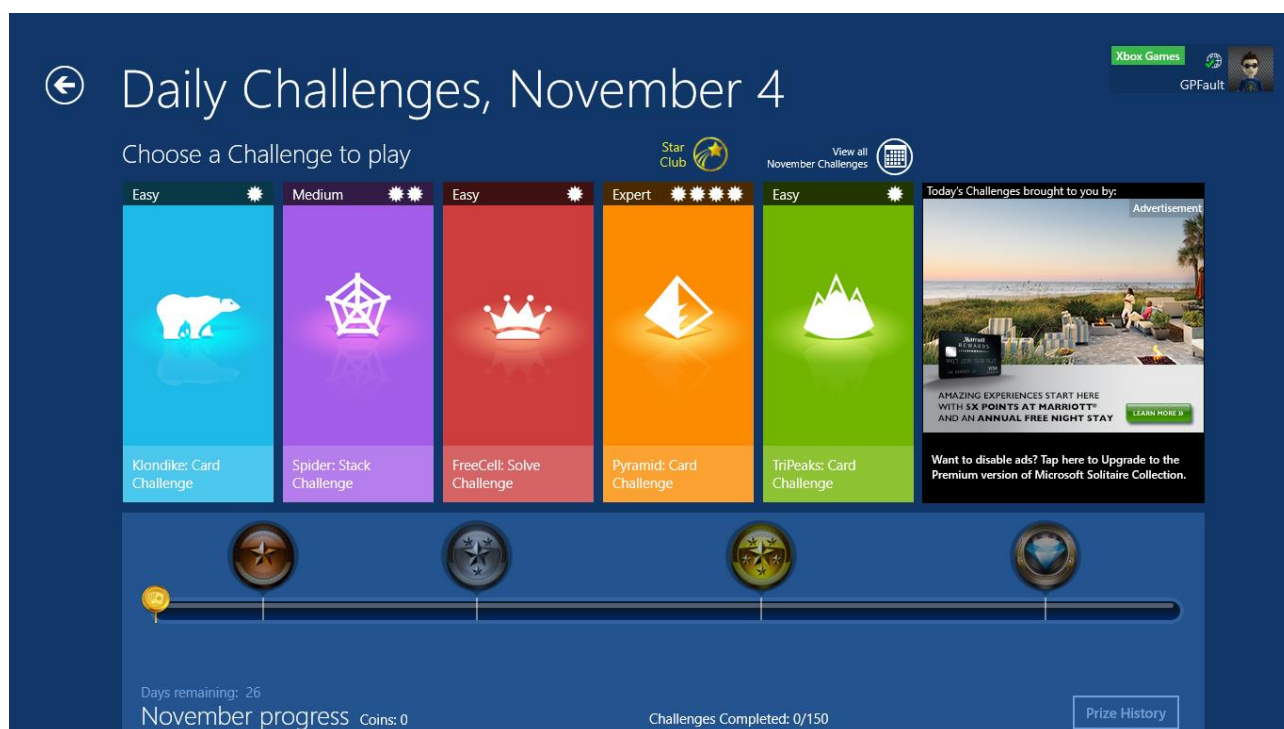 Daily Challenges, November 4
Xbox Games
GPFault
Choose a Challenge to play
Star
Club
View all
November Challenges
Easy
Medium
Easy
Expert
Easy
Klondike: Card
Challenge
Spider: Stack
Challenge
FreeCell: Solve
Challenge
Pyramid: Card
Challenge
TriPeaks: Card
Challenge
Today's Challenges brought to you by:
Advertisement
Marriott
REWARDS
VISA
AMAZING EXPERIENCES START HERE
WITH 5X POINTS AT MARRIOTT®
AND AN ANNUAL FREE NIGHT STAY
LEARN MORE »
Want to disable ads? Tap here to Upgrade to the
Premium version of Microsoft Solitaire Collection.
Days remaining: 26
November progress Coins: 0
Challenges Completed: 0/150
Prize History